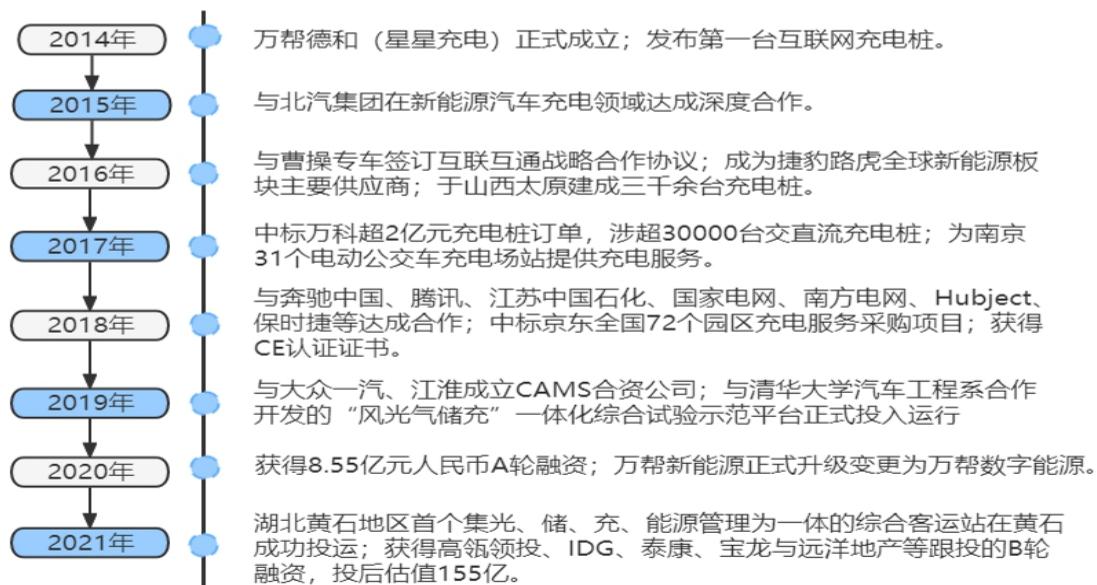 2014年
万帮德和（星星充电）正式成立；发布第一台互联网充电桩。
2015年
与北汽集团在新能源汽车充电领域达成深度合作。
2016年
与曹操专车签订互联互通战略合作协议；成为捷豹路虎全球新能源板
块主要供应商；于山西太原建成三千余台充电桩。
2017年
中标万科超2亿元充电桩订单，涉超30000台交直流充电桩；为南京
31个电动公交车充电场站提供充电服务。
2018年
与奔驰中国、腾讯、江苏中国石化、国家电网、南方电网、Hubject、
保时捷等达成合作；中标京东全国72个园区充电服务采购项目；获得
CE认证证书。
2019年
与大众一汽、江淮成立CAMS合资公司；与清华大学汽车工程系合作
开发的“风光气储充”一体化综合试验示范平台正式投入运行
2020年
获得8.55亿元人民币A轮融资；万帮新能源正式升级变更为万帮数字能源。
2021年
湖北黄石地区首个集光、储、充、能源管理为一体的综合客运站在黄石
成功投运；获得高瓴领投、IDG、泰康、宝龙与远洋地产等跟投的B轮
融资，投后估值155亿。